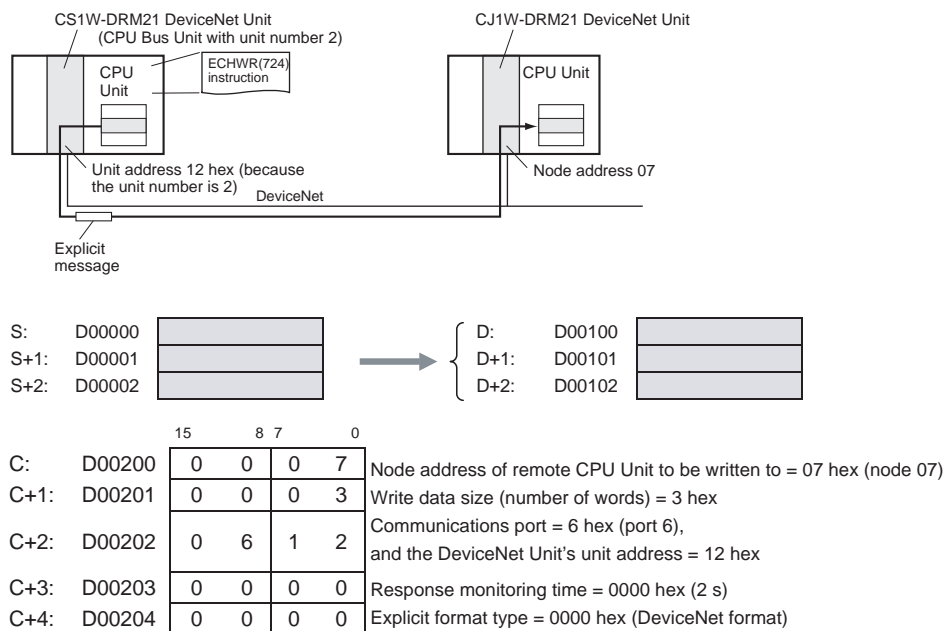 CS1W-DRM21 DeviceNet Unit
(CPU Bus Unit with unit number 2)
CJ1W-DRM21 DeviceNet Unit
CPU
Unit
ECHWR(724)
instruction
CPU Unit
Unit address 12 hex (because
the unit number is 2)
Node address 07
DeviceNet
Explicit
message
S: D00000 D: D00100
S+1: D00001 D+1: D00101
S+2: D00002 D+2: D00102
15 8 7 0
C: D00200 0 0 0 7 Node address of remote CPU Unit to be written to = 07 hex (node 07)
C+1: D00201 0 0 0 3 Write data size (number of words) = 3 hex
C+2: D00202 0 6 1 2 Communications port = 6 hex (port 6),
and the DeviceNet Unit's unit address = 12 hex
C+3: D00203 0 0 0 0 Response monitoring time = 0000 hex (2 s)
C+4: D00204 0 0 0 0 Explicit format type = 0000 hex (DeviceNet format)